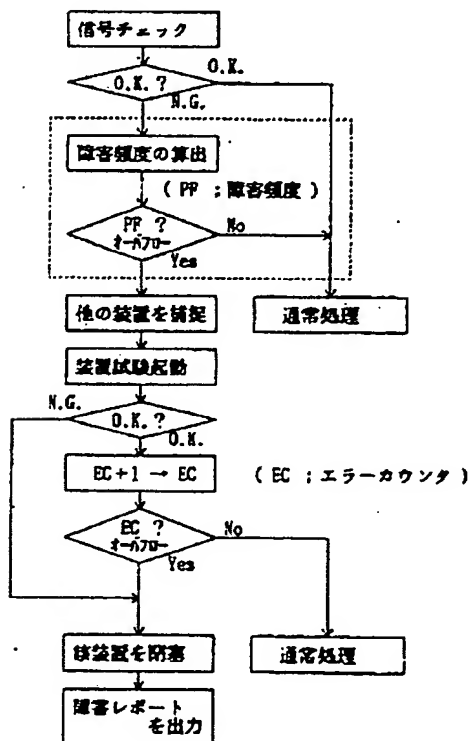 信号チェック
O.K. ?
O.K.
N.G.
障害頻度の算出
( PF ; 障害頻度 )
PF ?
オーバフロー
No
Yes
他の装置を捕捉
通常処理
装置試験起動
N.G.
O.K. ?
O.K.
EC+1 → EC
( EC ; エラーカウンタ )
EC ?
オーバフロー
No
Yes
該装置を閉塞
通常処理
障害レポート
を出力